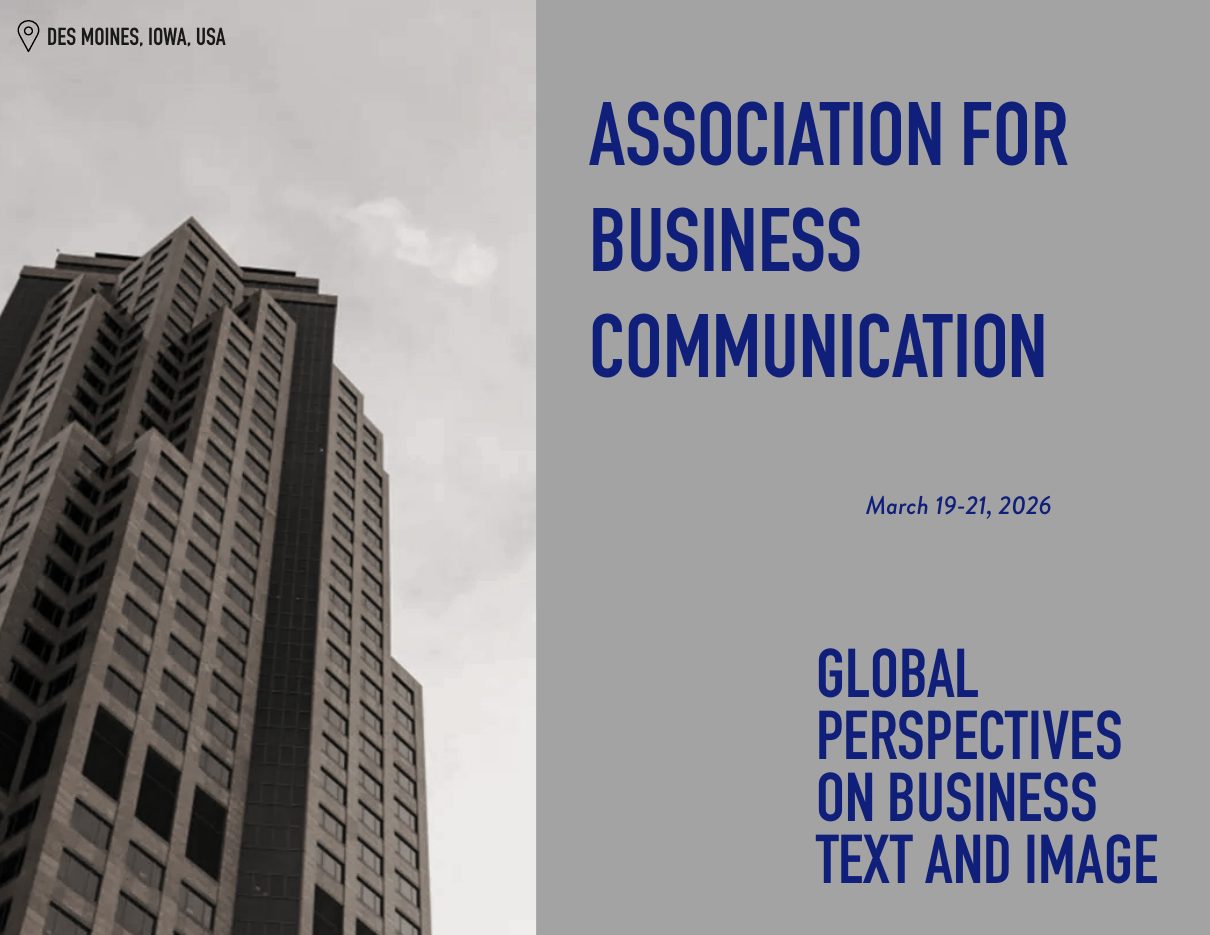 DES MOINES, IOWA, USA
ASSOCIATION FOR
BUSINESS
COMMUNICATION
March 19-21, 2026
GLOBAL
PERSPECTIVES
ON BUSINESS
TEXT AND IMAGE